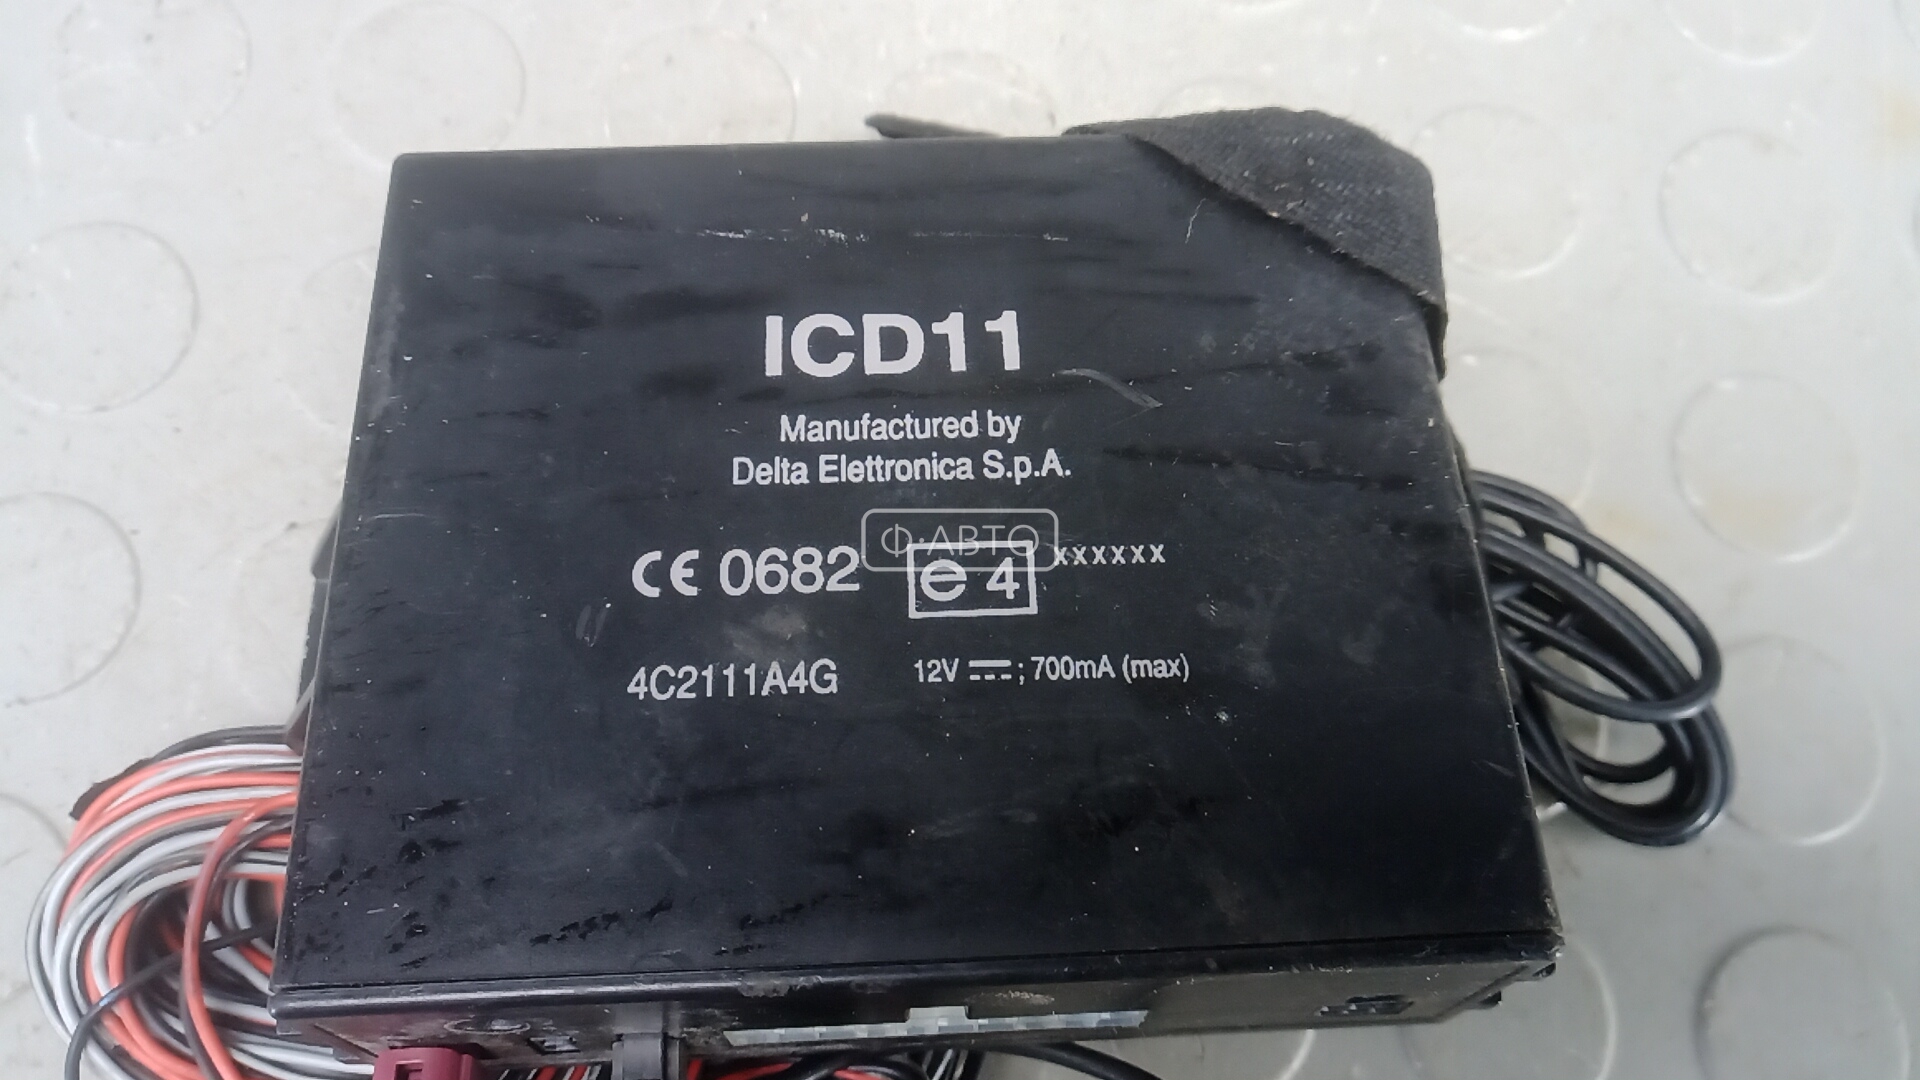 ICD11
Manufactured by
Delta Elettronica S.p.A.
Ф·АВТО
CE 0682 e 4 xxxxxx
4C2111A4G 12V ⎓; 700mA (max)